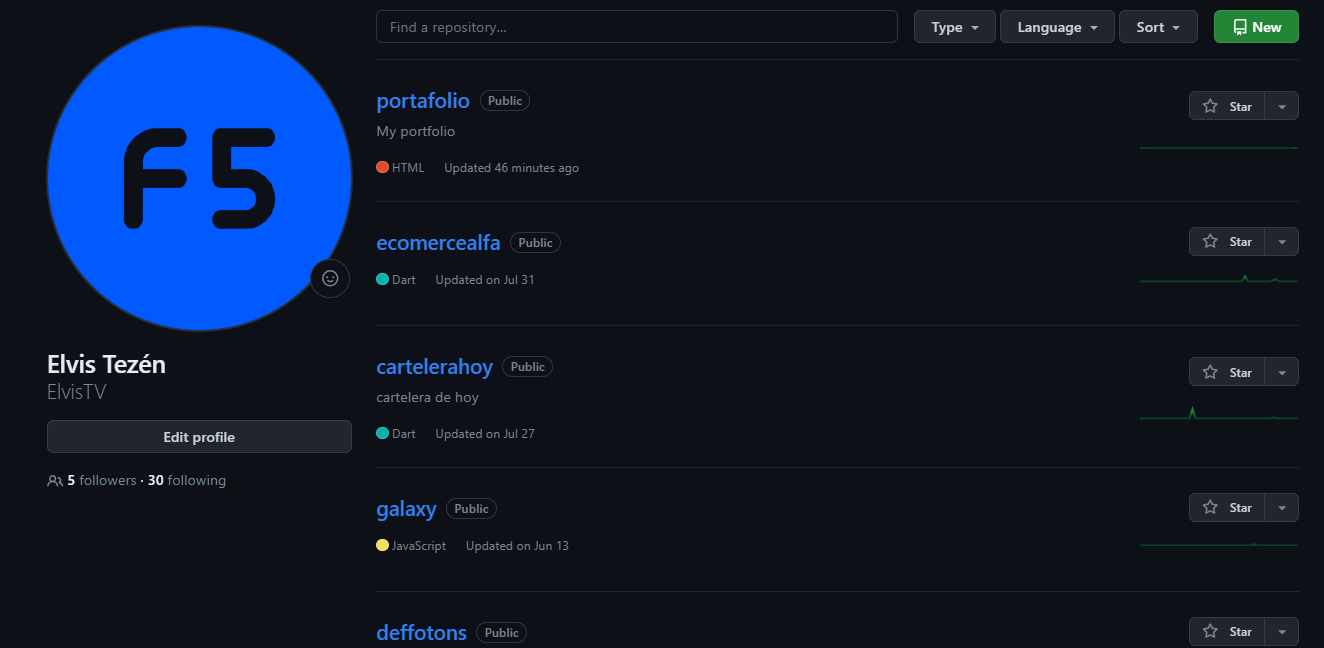 F5
Elvis Tezén
ElvisTV
Edit profile
5 followers · 30 following
Find a repository...
Type
Language
Sort
New
portafolio Public
Star
My portfolio
HTML Updated 46 minutes ago
ecomercealfa Public
Star
Dart Updated on Jul 31
cartelerahoy Public
Star
cartelera de hoy
Dart Updated on Jul 27
galaxy Public
Star
JavaScript Updated on Jun 13
deffotons Public
Star